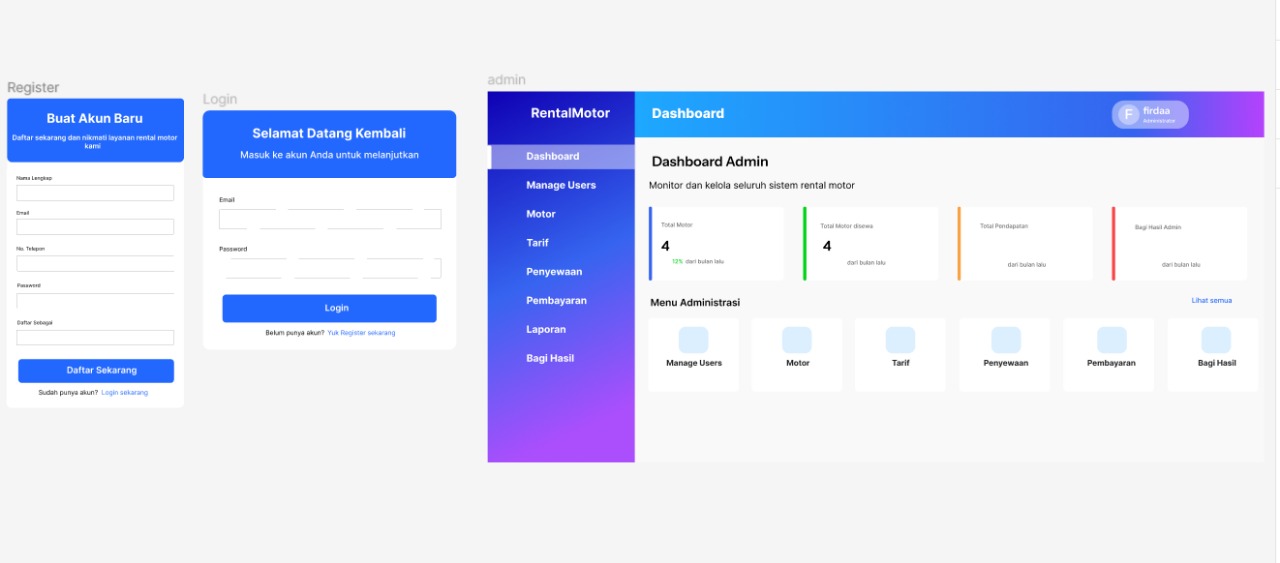 Register
Buat Akun Baru
Daftar sekarang dan nikmati layanan rental motor
kami
Nama Lengkap
Email
No. Telepon
Password
Daftar Sebagai
Daftar Sekarang
Sudah punya akun? Login sekarang
Login
Selamat Datang Kembali
Masuk ke akun Anda untuk melanjutkan
Email
Password
Login
Belum punya akun? Yuk Register sekarang
admin
RentalMotor
Dashboard
Manage Users
Motor
Tarif
Penyewaan
Pembayaran
Laporan
Bagi Hasil
Dashboard
F
firdaa
Administrator
Dashboard Admin
Monitor dan kelola seluruh sistem rental motor
Total Motor
4
12% dari bulan lalu
Total Motor disewa
4
dari bulan lalu
Total Pendapatan
dari bulan lalu
Bagi Hasil Admin
dari bulan lalu
Menu Administrasi
Lihat semua
Manage Users
Motor
Tarif
Penyewaan
Pembayaran
Bagi Hasil